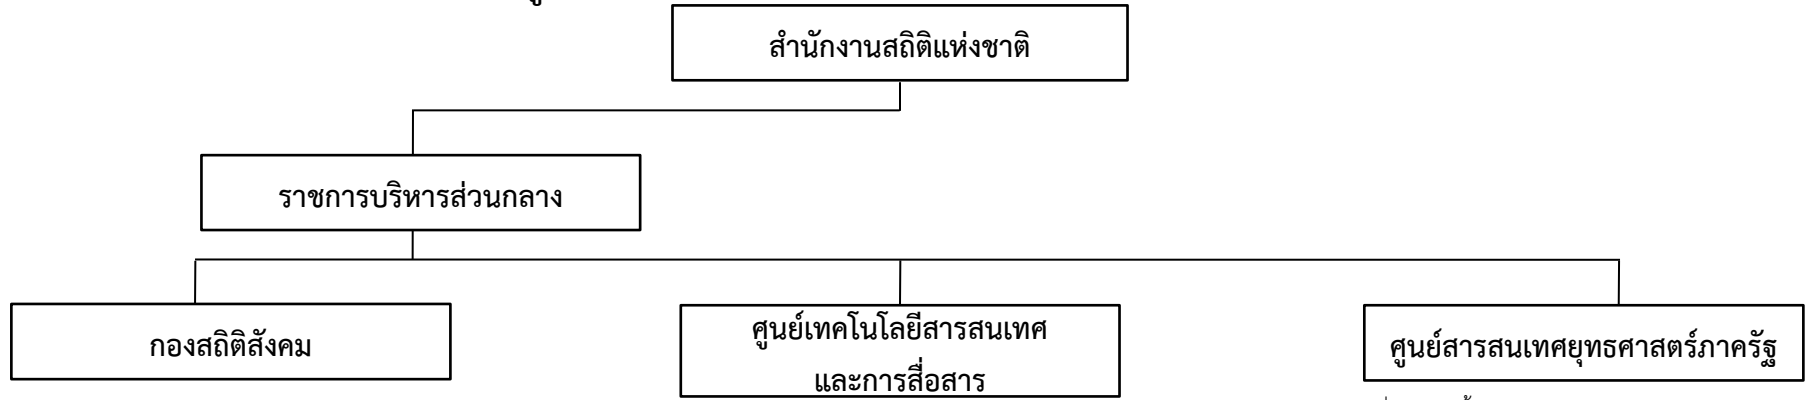 สำนักงานสถิติแห่งชาติ
ราชการบริหารส่วนกลาง
กองสถิติสังคม
ศูนย์เทคโนโลยีสารสนเทศ
และการสื่อสาร
ศูนย์สารสนเทศยุทธศาสตร์ภาครัฐ